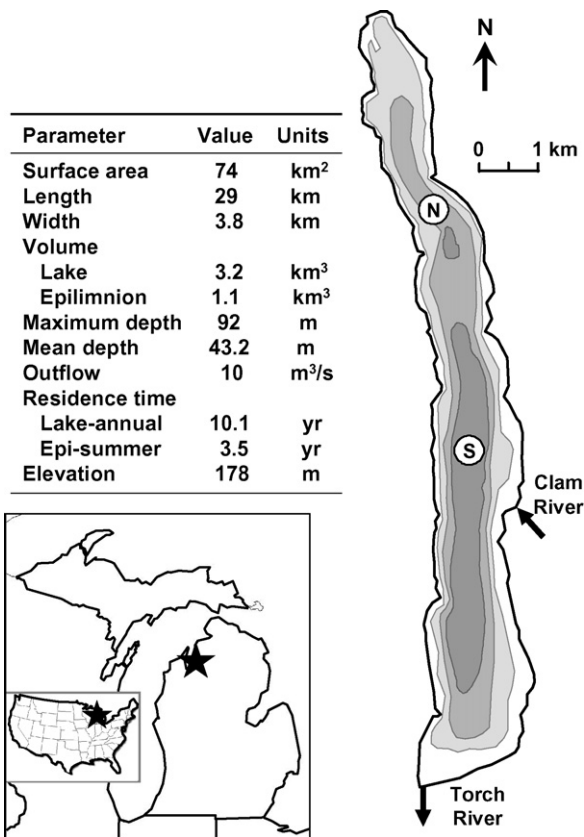 N
0 1 km
Parameter Value Units
Surface area 74 km²
Length 29 km
Width 3.8 km
Volume
Lake 3.2 km³
Epilimnion 1.1 km³
Maximum depth 92 m
Mean depth 43.2 m
Outflow 10 m³/s
Residence time
Lake-annual 10.1 yr
Epi-summer 3.5 yr
Elevation 178 m
N
S
Clam
River
Torch
River